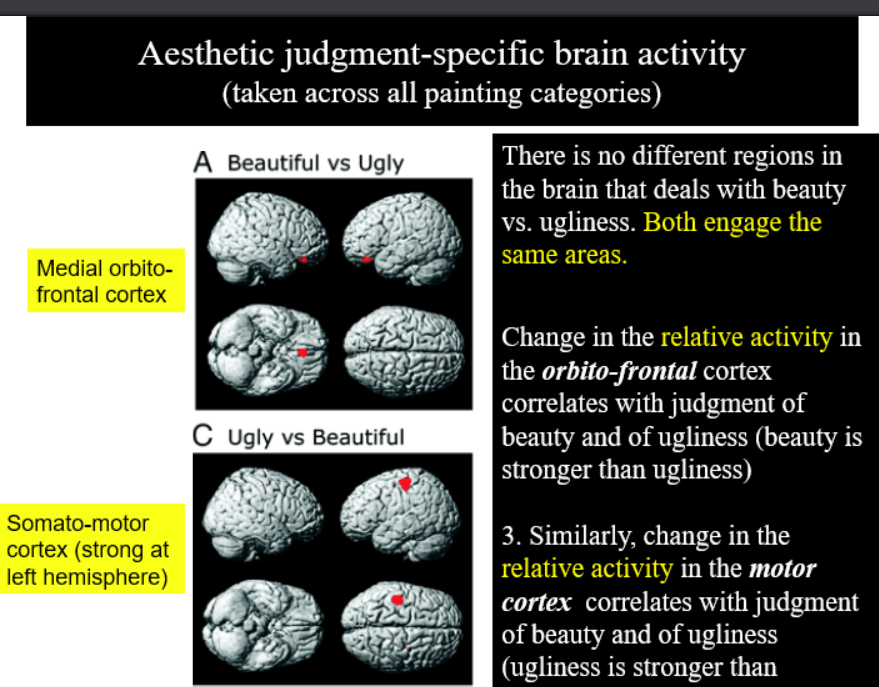 Aesthetic judgment-specific brain activity
(taken across all painting categories)
A Beautiful vs Ugly
Medial orbito-
frontal cortex
C Ugly vs Beautiful
Somato-motor
cortex (strong at
left hemisphere)
There is no different regions in
the brain that deals with beauty
vs. ugliness. Both engage the
same areas.
Change in the relative activity in
the orbito-frontal cortex
correlates with judgment of
beauty and of ugliness (beauty is
stronger than ugliness)
3. Similarly, change in the
relative activity in the motor
cortex correlates with judgment
of beauty and of ugliness
(ugliness is stronger than